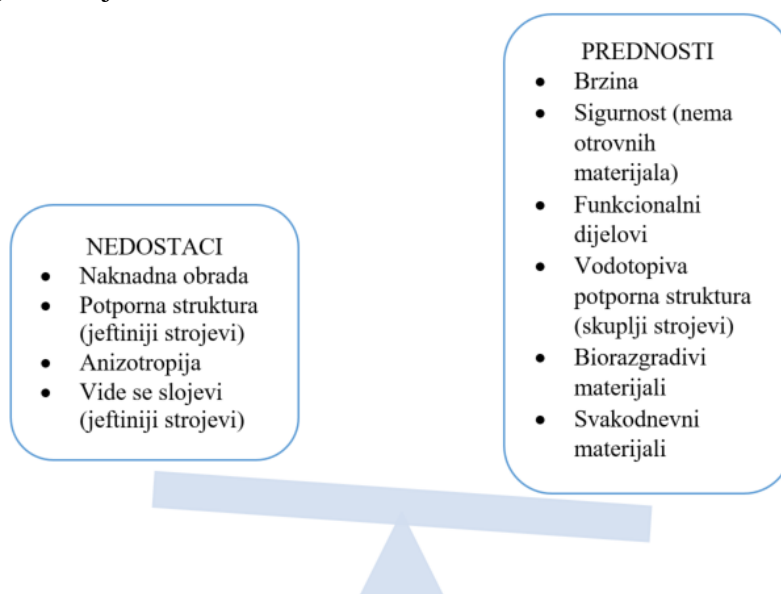 PREDNOSTI
• Brzina
• Sigurnost (nema
otrovnih
materijala)
• Funkcionalni
dijelovi
• Vodotopiva
potporna struktura
(skuplji strojevi)
• Biorazgradivi
materijali
• Svakodnevni
materijali
NEDOSTACI
• Naknadna obrada
• Potporna struktura
(jeftiniji strojevi)
• Anizotropija
• Vide se slojevi
(jeftiniji strojevi)